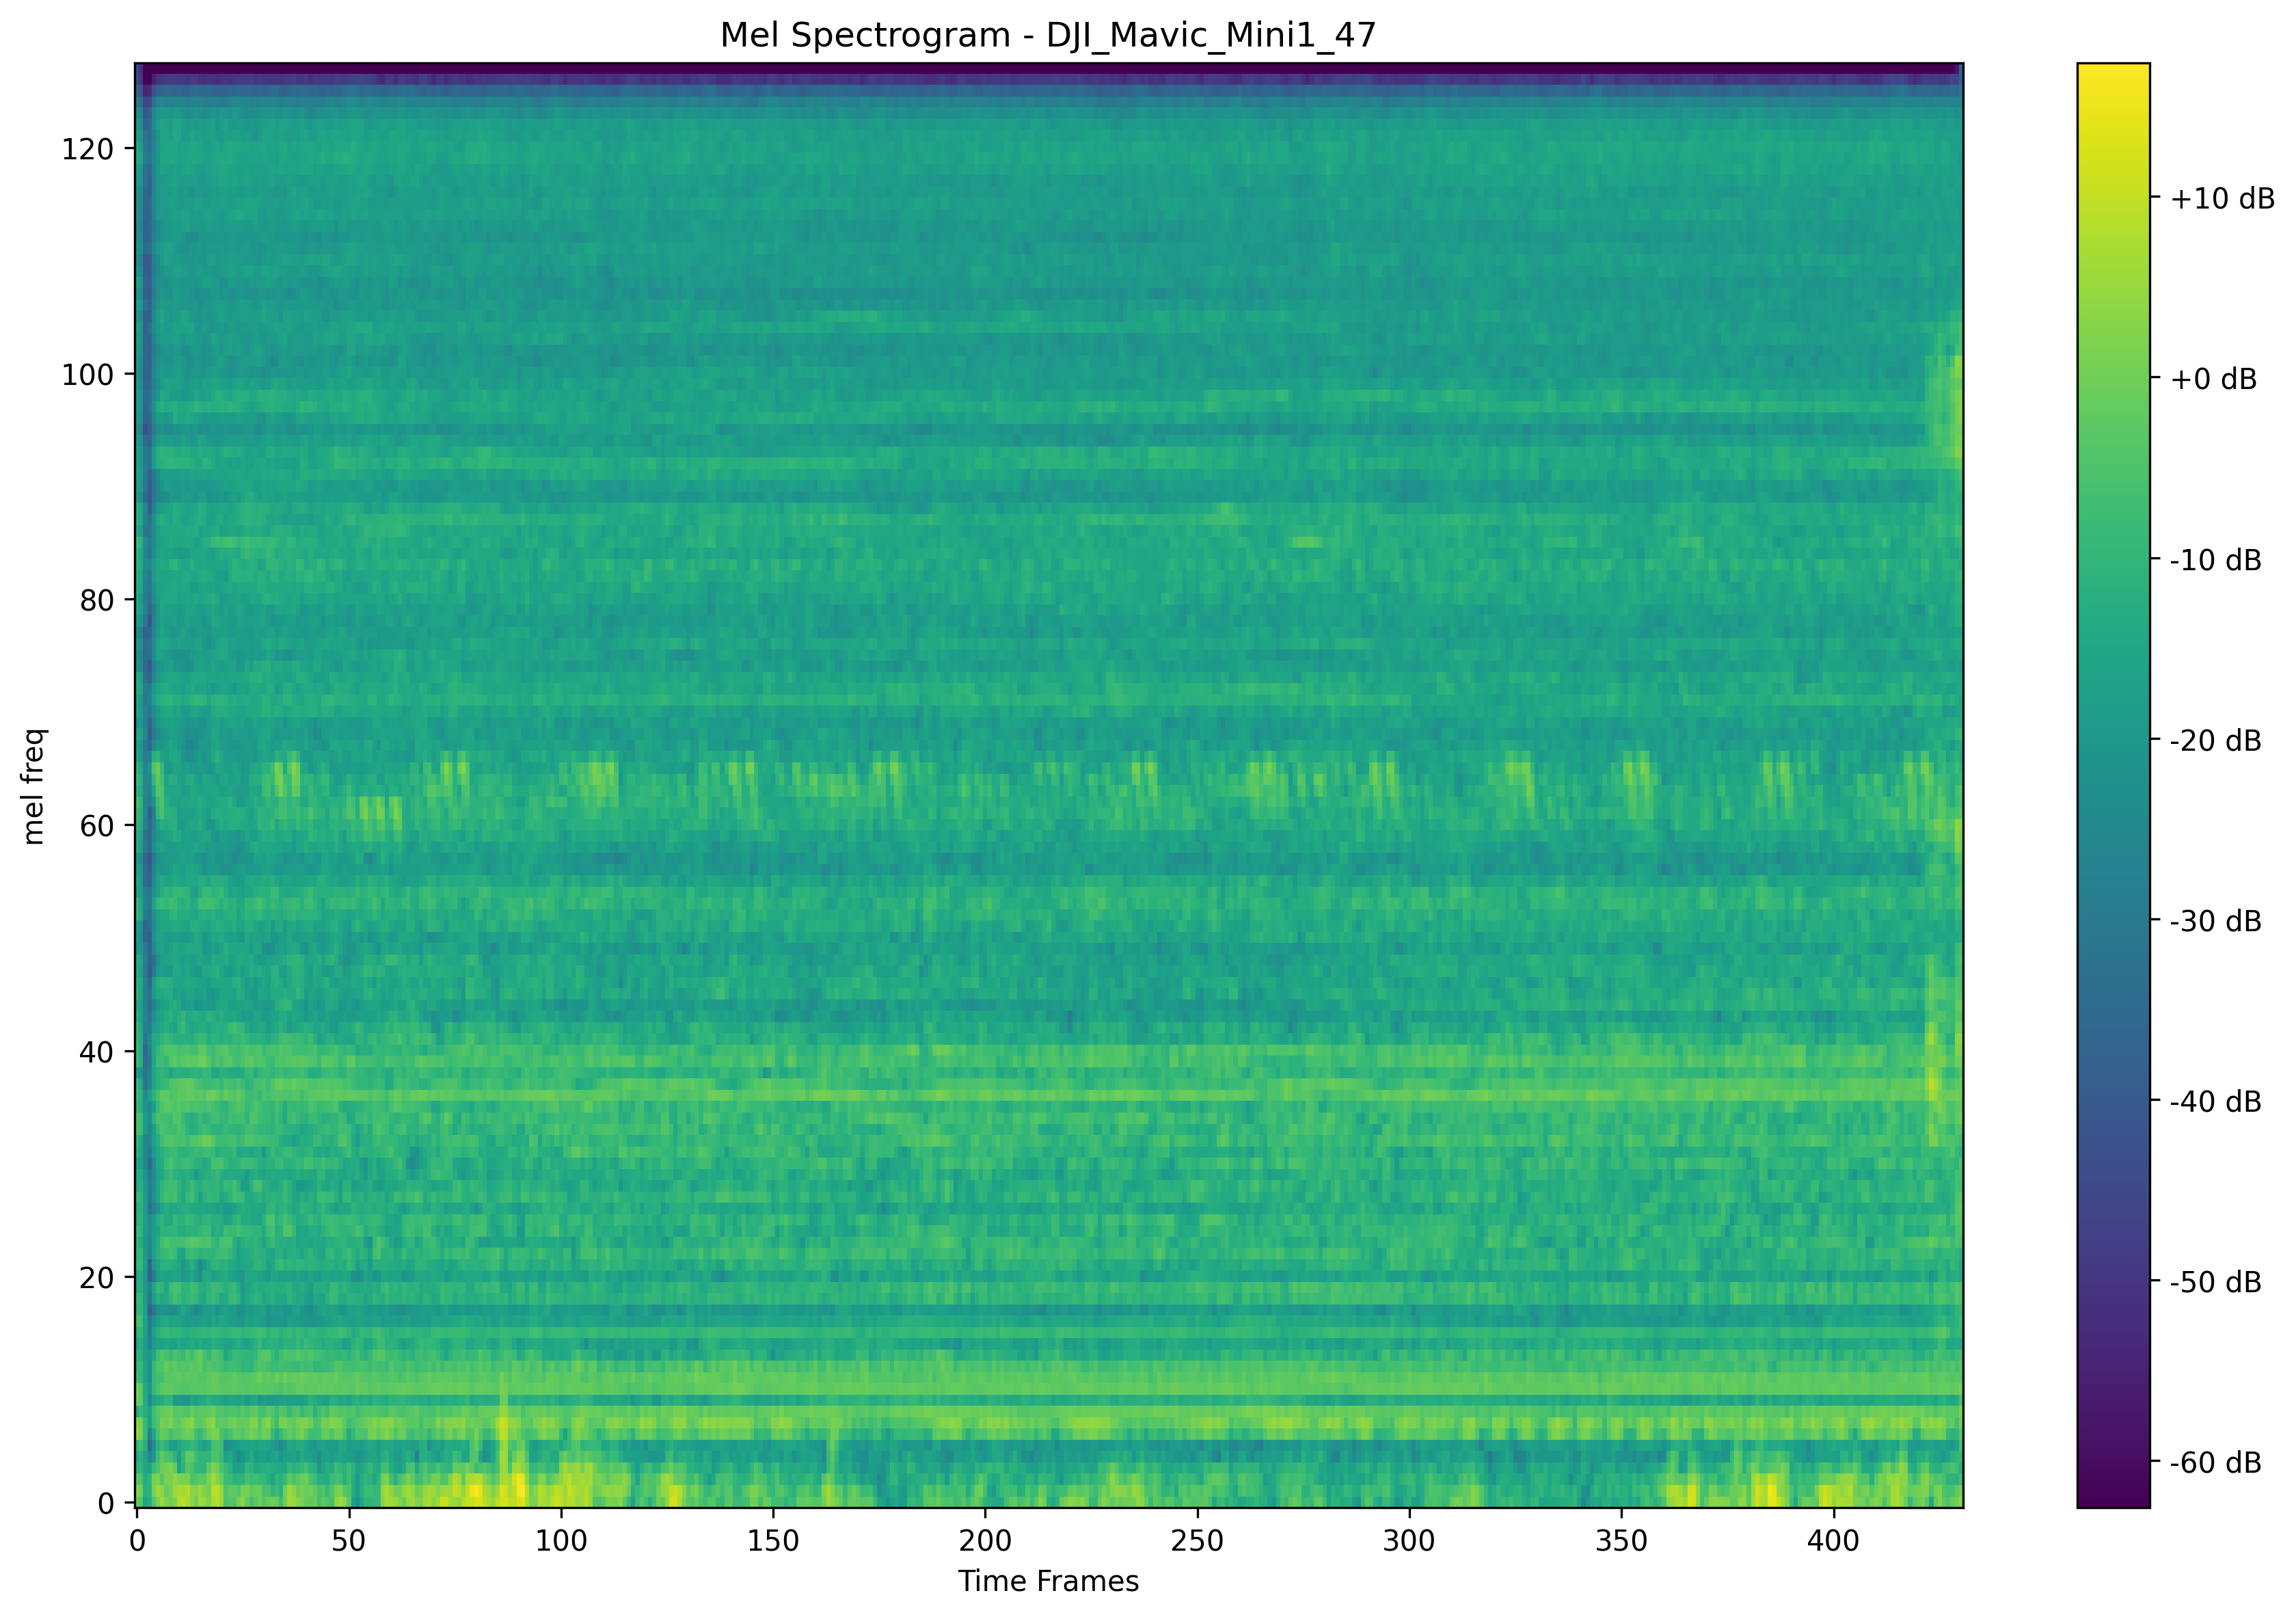 Mel Spectrogram - DJI_Mavic_Mini1_47
mel freq
120
100
80
60
40
20
0
0 50 100 150 200 250 300 350 400
Time Frames
+10 dB
+0 dB
-10 dB
-20 dB
-30 dB
-40 dB
-50 dB
-60 dB